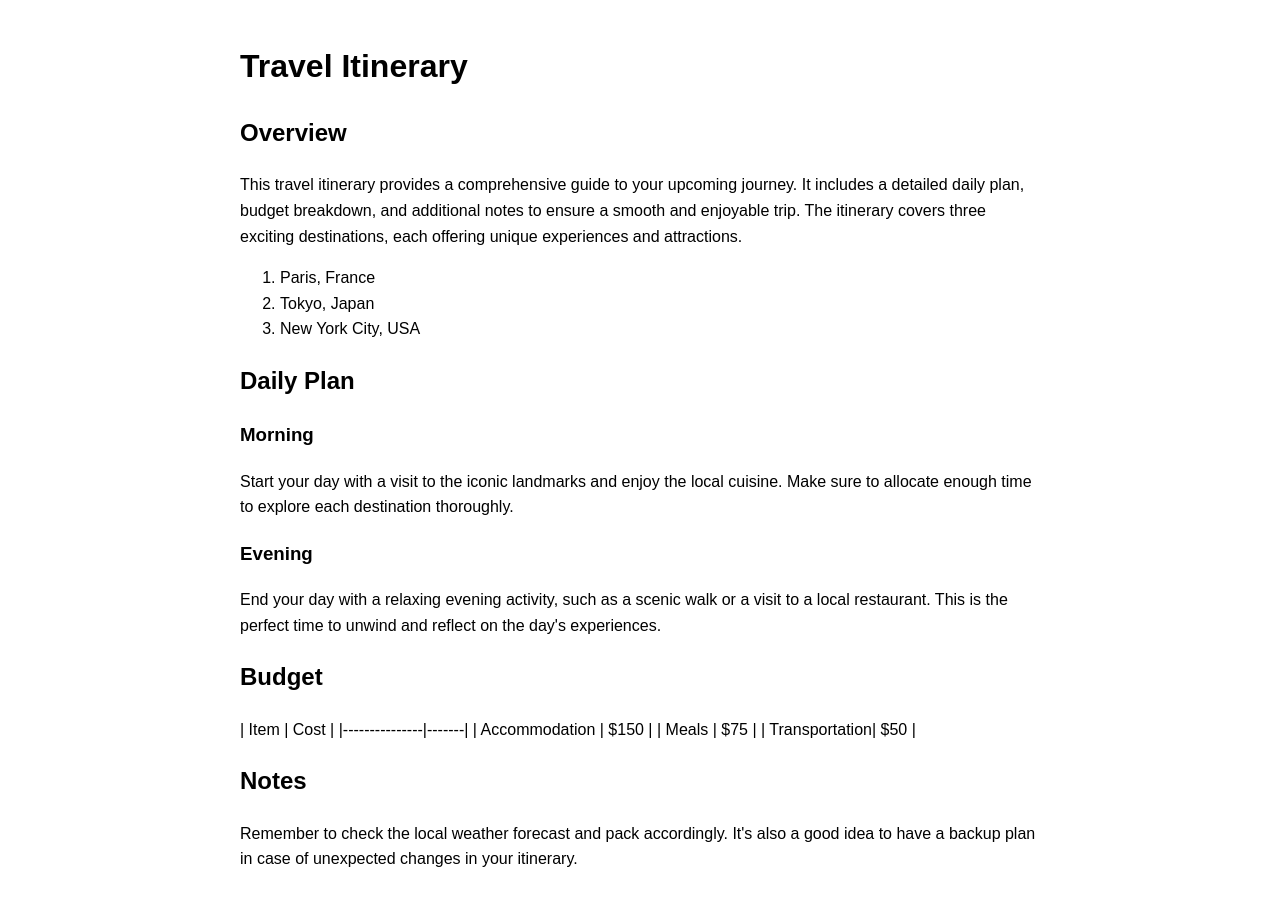 Travel Itinerary
Overview
This travel itinerary provides a comprehensive guide to your upcoming journey. It includes a detailed daily plan,
budget breakdown, and additional notes to ensure a smooth and enjoyable trip. The itinerary covers three
exciting destinations, each offering unique experiences and attractions.
1. Paris, France
2. Tokyo, Japan
3. New York City, USA
Daily Plan
Morning
Start your day with a visit to the iconic landmarks and enjoy the local cuisine. Make sure to allocate enough time
to explore each destination thoroughly.
Evening
End your day with a relaxing evening activity, such as a scenic walk or a visit to a local restaurant. This is the
perfect time to unwind and reflect on the day's experiences.
Budget
| Item | Cost | |---------------|-------| | Accommodation | $150 | | Meals | $75 | | Transportation| $50 |
Notes
Remember to check the local weather forecast and pack accordingly. It's also a good idea to have a backup plan
in case of unexpected changes in your itinerary.